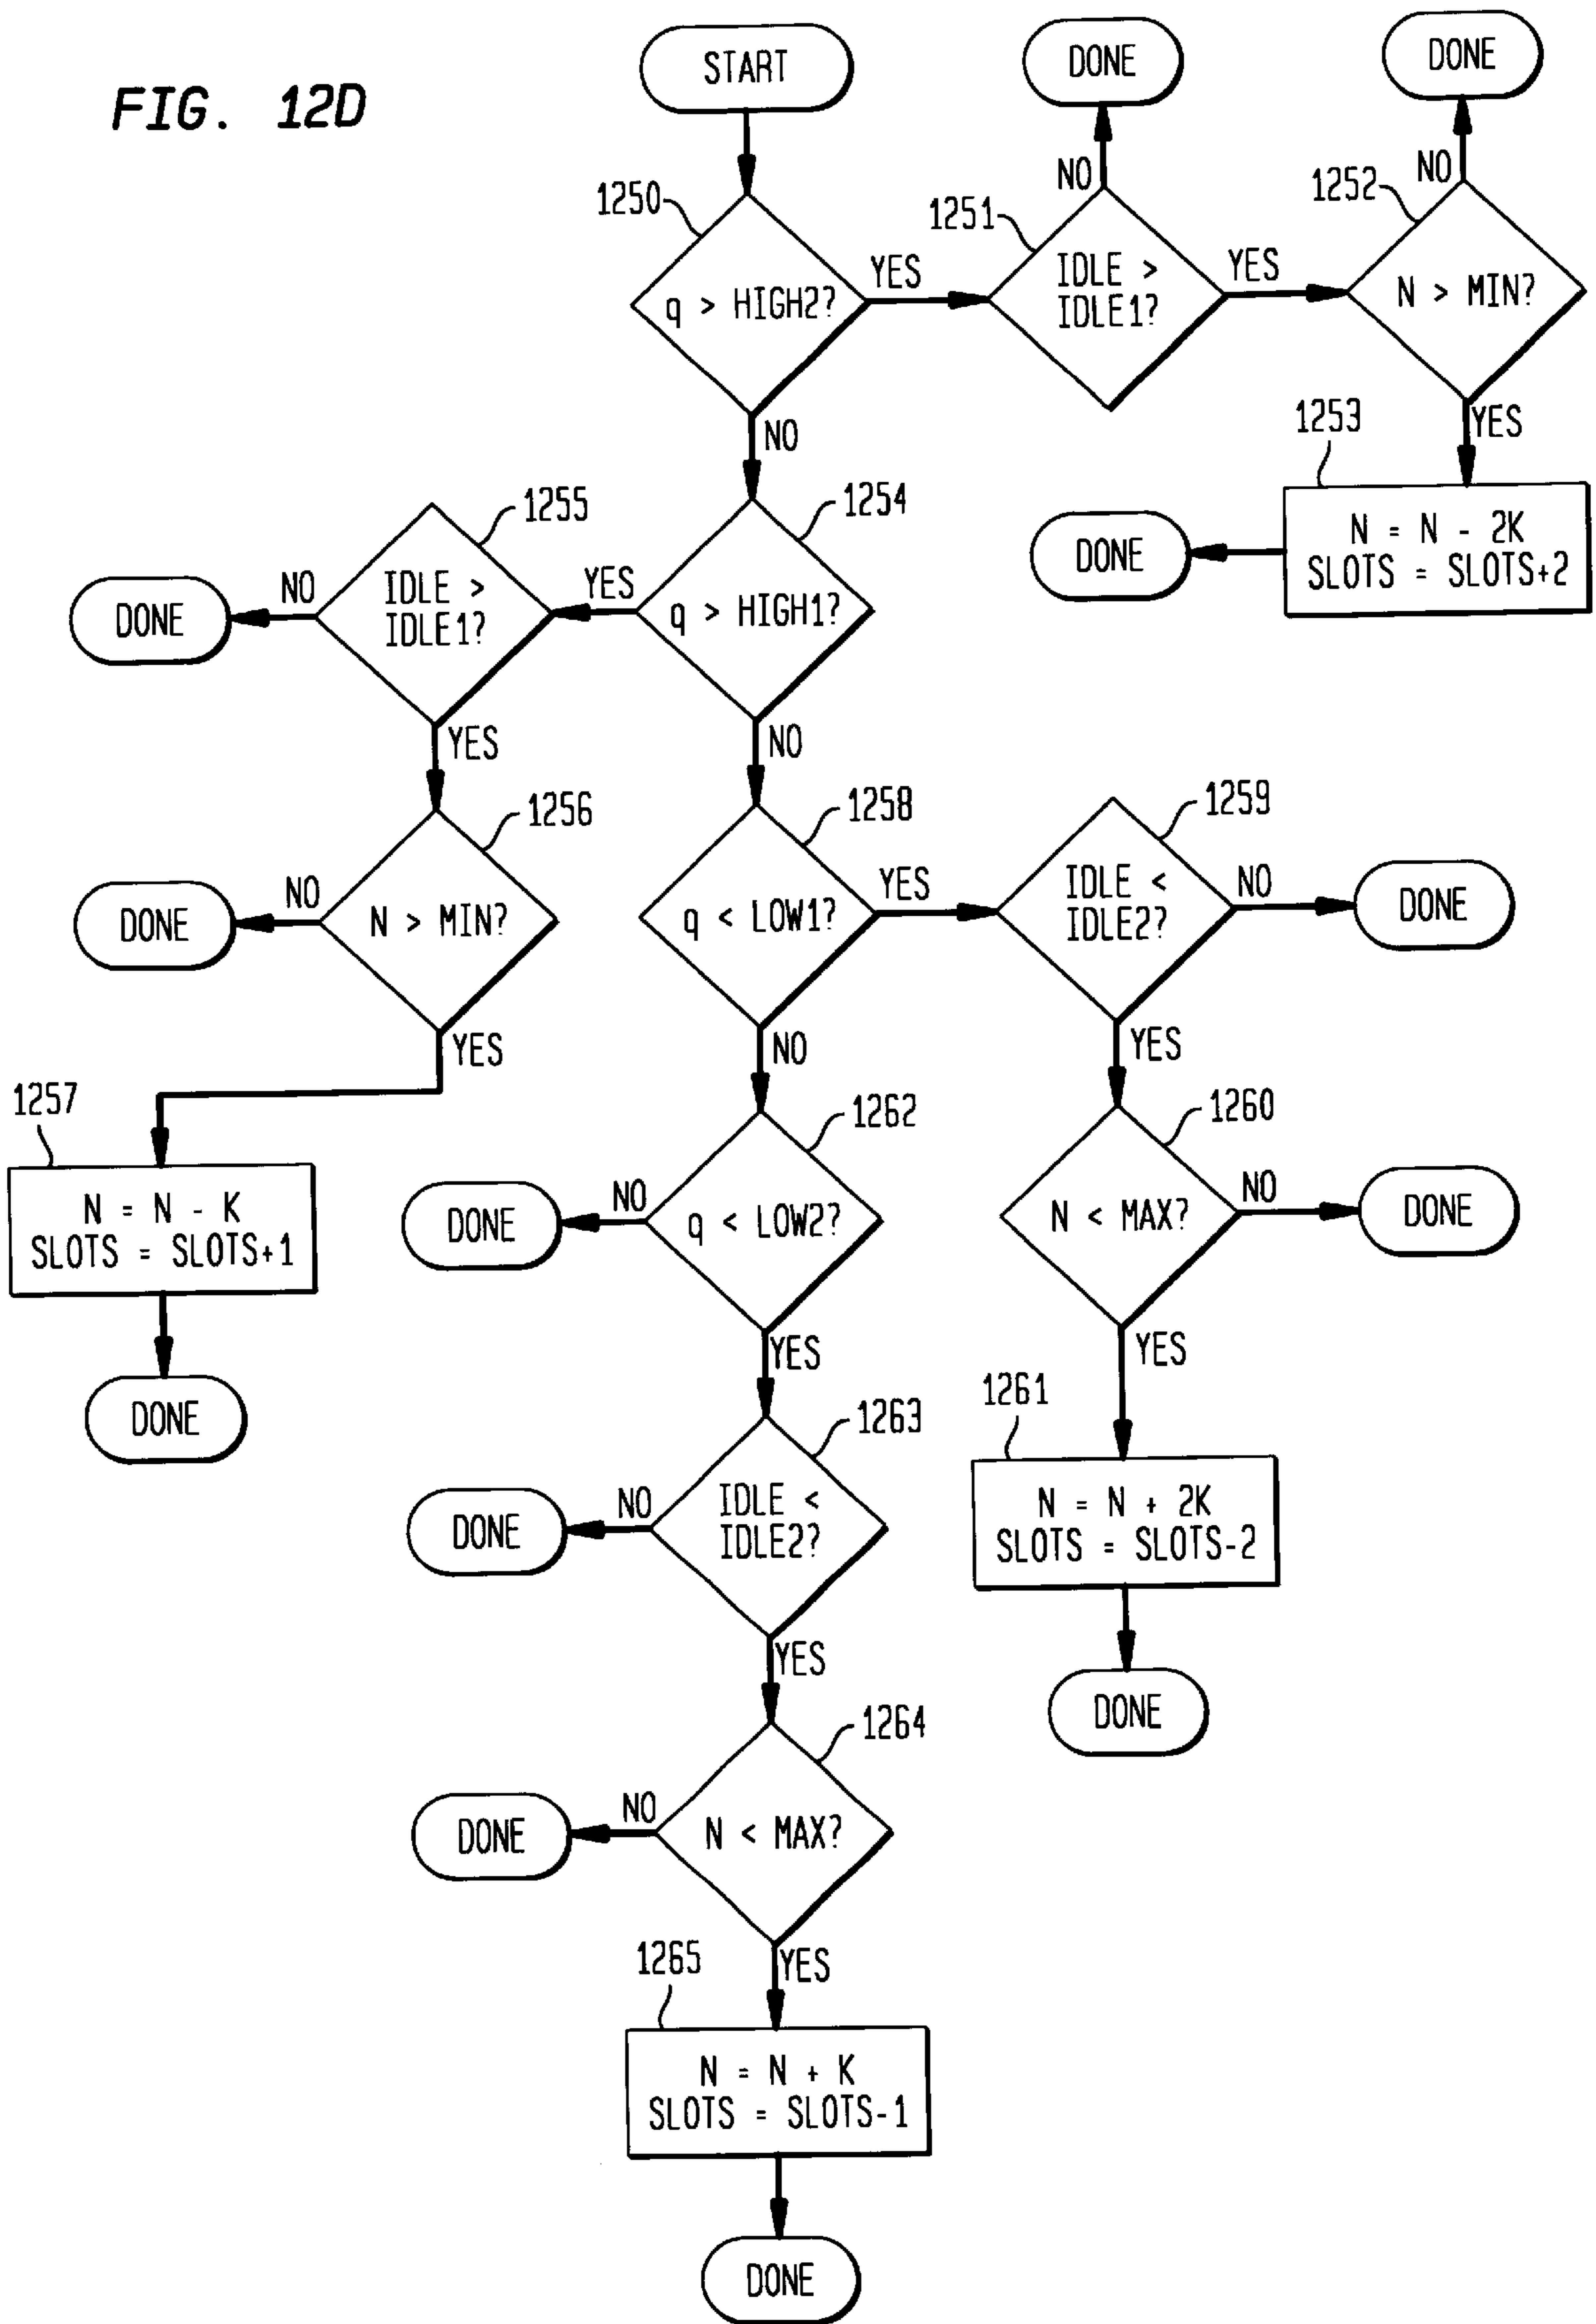 FIG. 12D
START
DONE
DONE
NO
NO
1250
1251
1252
q > HIGH2?
YES
IDLE >
IDLE1?
YES
N > MIN?
NO
YES
1253
N = N - 2K
SLOTS = SLOTS+2
DONE
1254
1255
q > HIGH1?
YES
IDLE >
IDLE1?
NO
DONE
YES
NO
1256
N > MIN?
NO
DONE
YES
1257
N = N - K
SLOTS = SLOTS+1
DONE
1258
q < LOW1?
YES
1259
IDLE <
IDLE2?
NO
DONE
YES
1260
N < MAX?
NO
DONE
YES
1261
N = N + 2K
SLOTS = SLOTS-2
DONE
NO
1262
q < LOW2?
NO
DONE
YES
1263
IDLE <
IDLE2?
NO
DONE
YES
1264
N < MAX?
NO
DONE
YES
1265
N = N + K
SLOTS = SLOTS-1
DONE